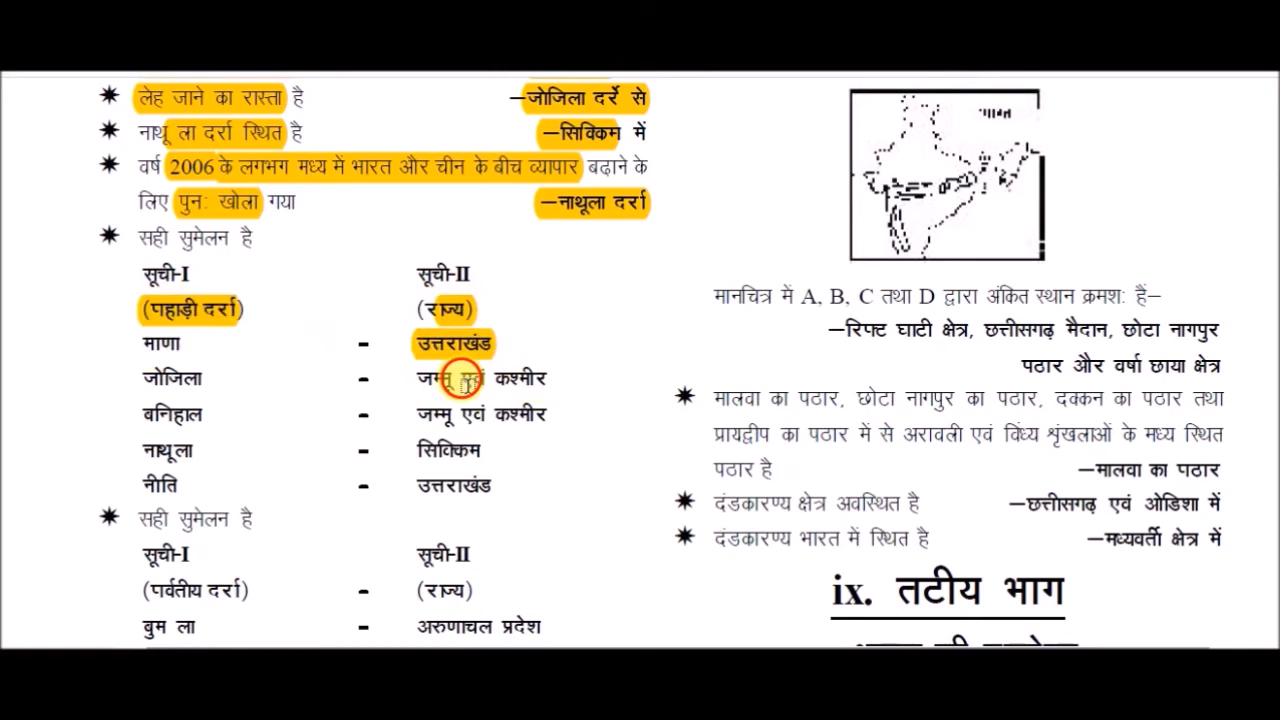 लेह जाने का रास्ता है –जोजिला दर्रे से
नाथू ला दर्रा स्थित है –सिक्किम में
वर्ष 2006 के लगभग मध्य में भारत और चीन के बीच व्यापार बढ़ाने के
लिए पुनः खोला गया –नाथूला दर्रा
सही सुमेलन है
सूची-I सूची-II
(पहाड़ी दर्रा) (राज्य)
माणा - उत्तराखंड
जोजिला - जम्मू एवं कश्मीर
बनिहाल - जम्मू एवं कश्मीर
नाथूला - सिक्किम
नीति - उत्तराखंड
सही सुमेलन है
सूची-I सूची-II
(पर्वतीय दर्रा) - (राज्य)
बुम ला - अरुणाचल प्रदेश
मानचित्र में A, B, C तथा D द्वारा अंकित स्थान क्रमशः हैं–
–रिफ्ट घाटी क्षेत्र, छत्तीसगढ़ मैदान, छोटा नागपुर
पठार और वर्षा छाया क्षेत्र
मालवा का पठार, छोटा नागपुर का पठार, दक्कन का पठार तथा
प्रायद्वीप का पठार में से अरावली एवं विंध्य शृंखलाओं के मध्य स्थित
पठार है –मालवा का पठार
दंडकारण्य क्षेत्र अवस्थित है –छत्तीसगढ़ एवं ओडिशा में
दंडकारण्य भारत में स्थित है –मध्यवर्ती क्षेत्र में
ix. तटीय भाग